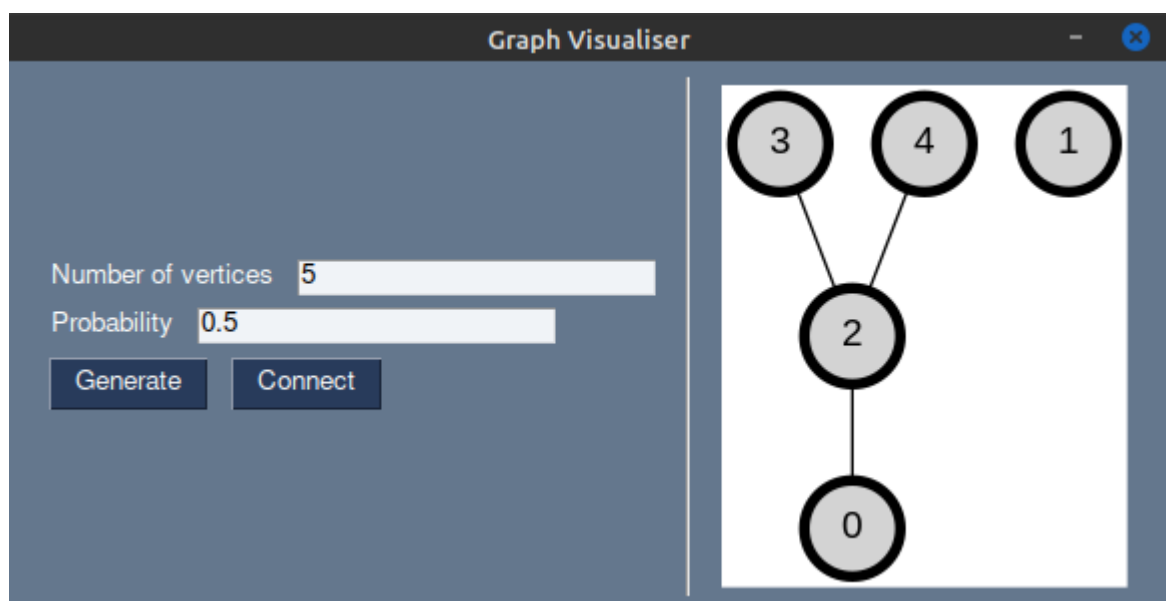 Graph Visualiser
Number of vertices 5
Probability 0.5
Generate Connect
3 4 1
2
0